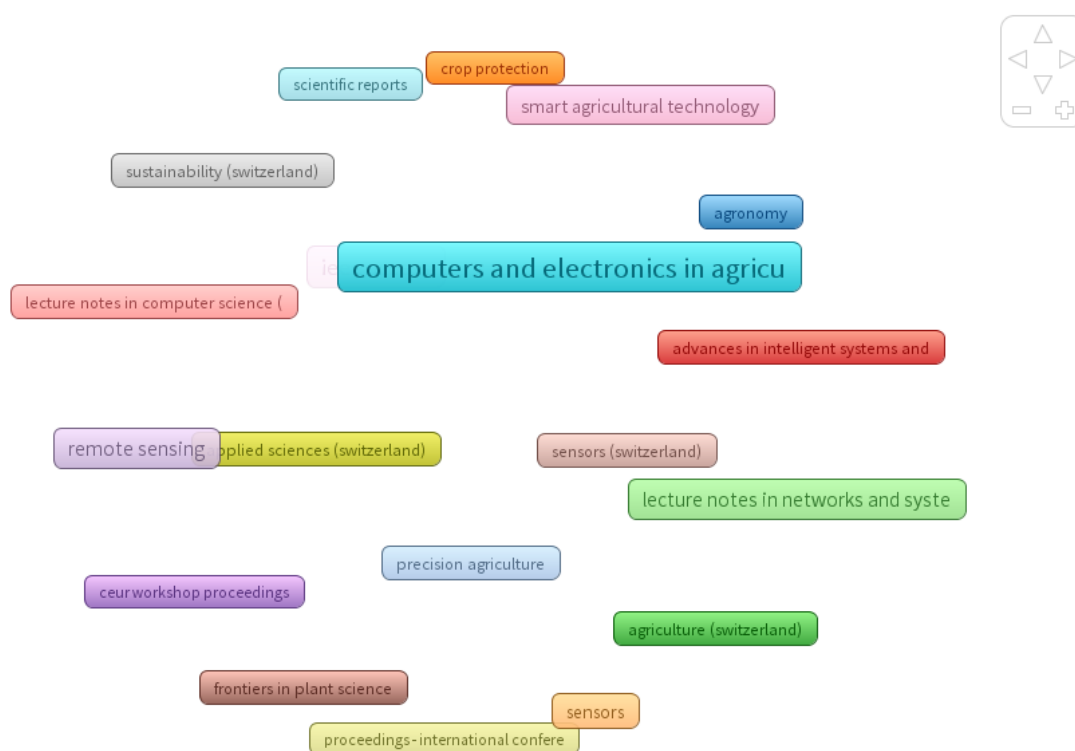 crop protection
scientific reports
smart agricultural technology
sustainability (switzerland)
agronomy
ie
computers and electronics in agricu
lecture notes in computer science (
advances in intelligent systems and
remote sensing
pplied sciences (switzerland)
sensors (switzerland)
lecture notes in networks and syste
precision agriculture
ceur workshop proceedings
agriculture (switzerland)
frontiers in plant science
sensors
proceedings - international confere